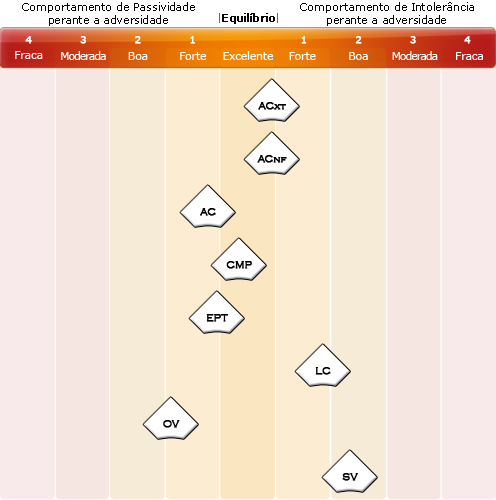 Comportamento de Passividade
perante a adversidade
|Equilíbrio|
Comportamento de Intolerância
perante a adversidade
4 3 2 1 1 2 3 4
Fraca Moderada Boa Forte Excelente Forte Boa Moderada Fraca
ACXT
ACNF
AC
CMP
EPT
LC
OV
SV